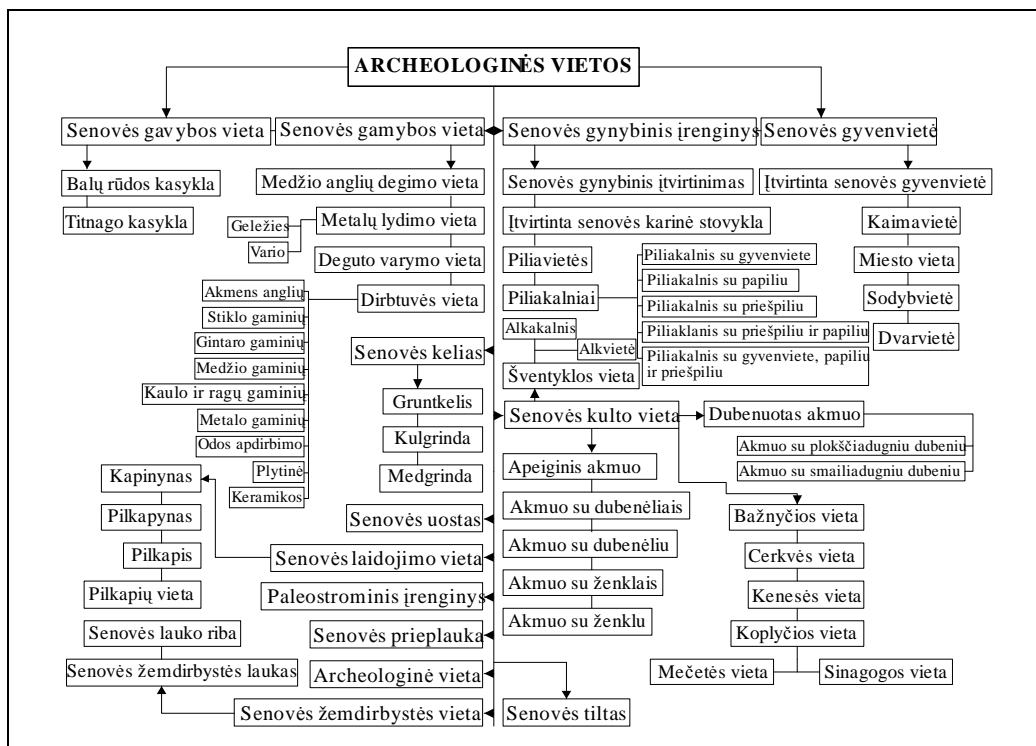 ARCHEOLOGINĖS VIETOS
Senovės gavybos vieta
Senovės gamybos vieta
Senovės gynybinis įrenginys
Senovės gyvenvietė
Balų rūdos kasykla
Titnago kasykla
Medžio anglių degimo vieta
Metalų lydimo vieta
Geležies
Vario
Deguto varymo vieta
Dirbtuvės vieta
Akmens anglių
Stiklo gaminių
Gintaro gaminių
Medžio gaminių
Kaulo ir ragų gaminių
Metalo gaminių
Odos apdirbimo
Plytinė
Keramikos
Senovės gynybinis įtvirtinimas
Įtvirtinta senovės karinė stovykla
Piliavietės
Piliakalniai
Piliakalnis su gyvenviete
Piliakalnis su papiliu
Piliakalnis su priešpiliu
Piliaklanis su priešpiliu ir papiliu
Piliakalnis su gyvenviete, papiliu
ir priešpiliu
Įtvirtinta senovės gyvenvietė
Kaimavietė
Miesto vieta
Sodybvietė
Dvarvietė
Alkakalnis
Alkvietė
Šventyklos vieta
Senovės kelias
Gruntkelis
Kulgrinda
Medgrinda
Senovės kulto vieta
Dubenuotas akmuo
Akmuo su plokščiadugniu dubeniu
Akmuo su smailiadugniu dubeniu
Apeiginis akmuo
Akmuo su dubenėliais
Akmuo su dubenėliu
Akmuo su ženklais
Akmuo su ženklu
Bažnyčios vieta
Cerkvės vieta
Kenesės vieta
Koplyčios vieta
Mečetės vieta
Sinagogos vieta
Kapinynas
Pilkapynas
Pilkapis
Pilkapių vieta
Senovės uostas
Senovės laidojimo vieta
Paleostrominis įrenginys
Senovės prieplauka
Senovės lauko riba
Senovės žemdirbystės laukas
Archeologinė vieta
Senovės žemdirbystės vieta
Senovės tiltas